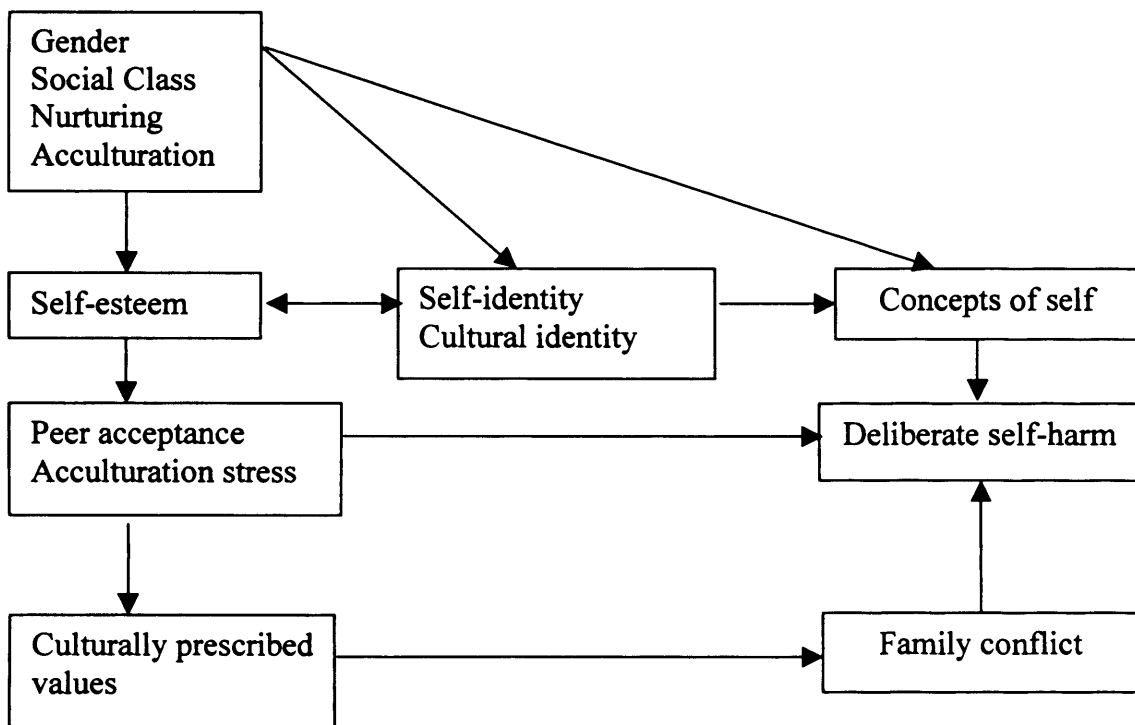 Gender
Social Class
Nurturing
Acculturation
Self-esteem
Self-identity
Cultural identity
Concepts of self
Peer acceptance
Acculturation stress
Deliberate self-harm
Culturally prescribed
values
Family conflict